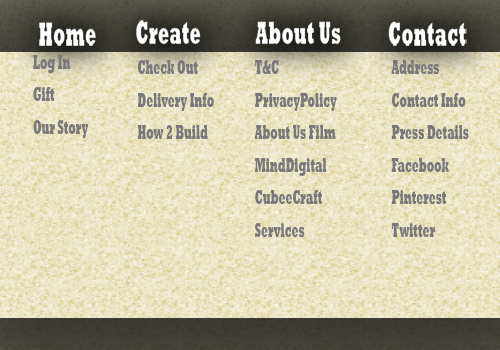 Home
Create
About Us
Contact
Log In
Gift
Our Story
Check Out
Delivery Info
How 2 Build
T&C
PrivacyPolicy
About Us Film
MindDigital
CubeeCraft
Services
Address
Contact Info
Press Details
Facebook
Pinterest
Twitter